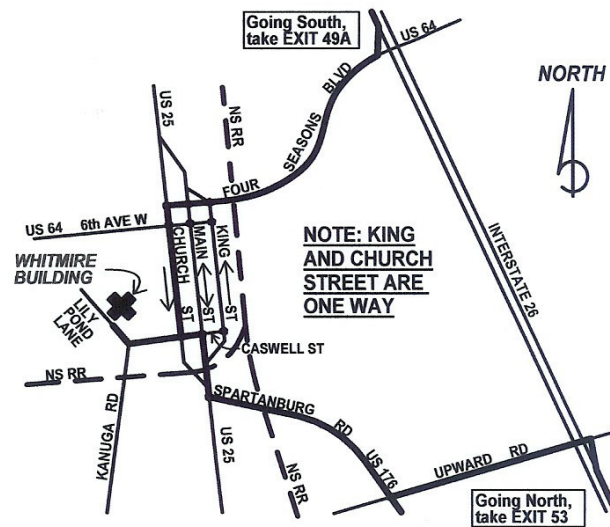 Going South,
take EXIT 49A
US 64
NORTH
US 25
NS RR
FOUR SEASONS BLVD
US 64 6th AVE W
CHURCH ST
MAIN ST
KING ST
NOTE: KING
AND CHURCH
STREET ARE
ONE WAY
INTERSTATE 26
WHITMIRE
BUILDING
LILY
POND
LANE
CASWELL ST
NS RR
KANUGA RD
US 25
SPARTANBURG RD
US 176
NS RR
UPWARD RD
Going North,
take EXIT 53